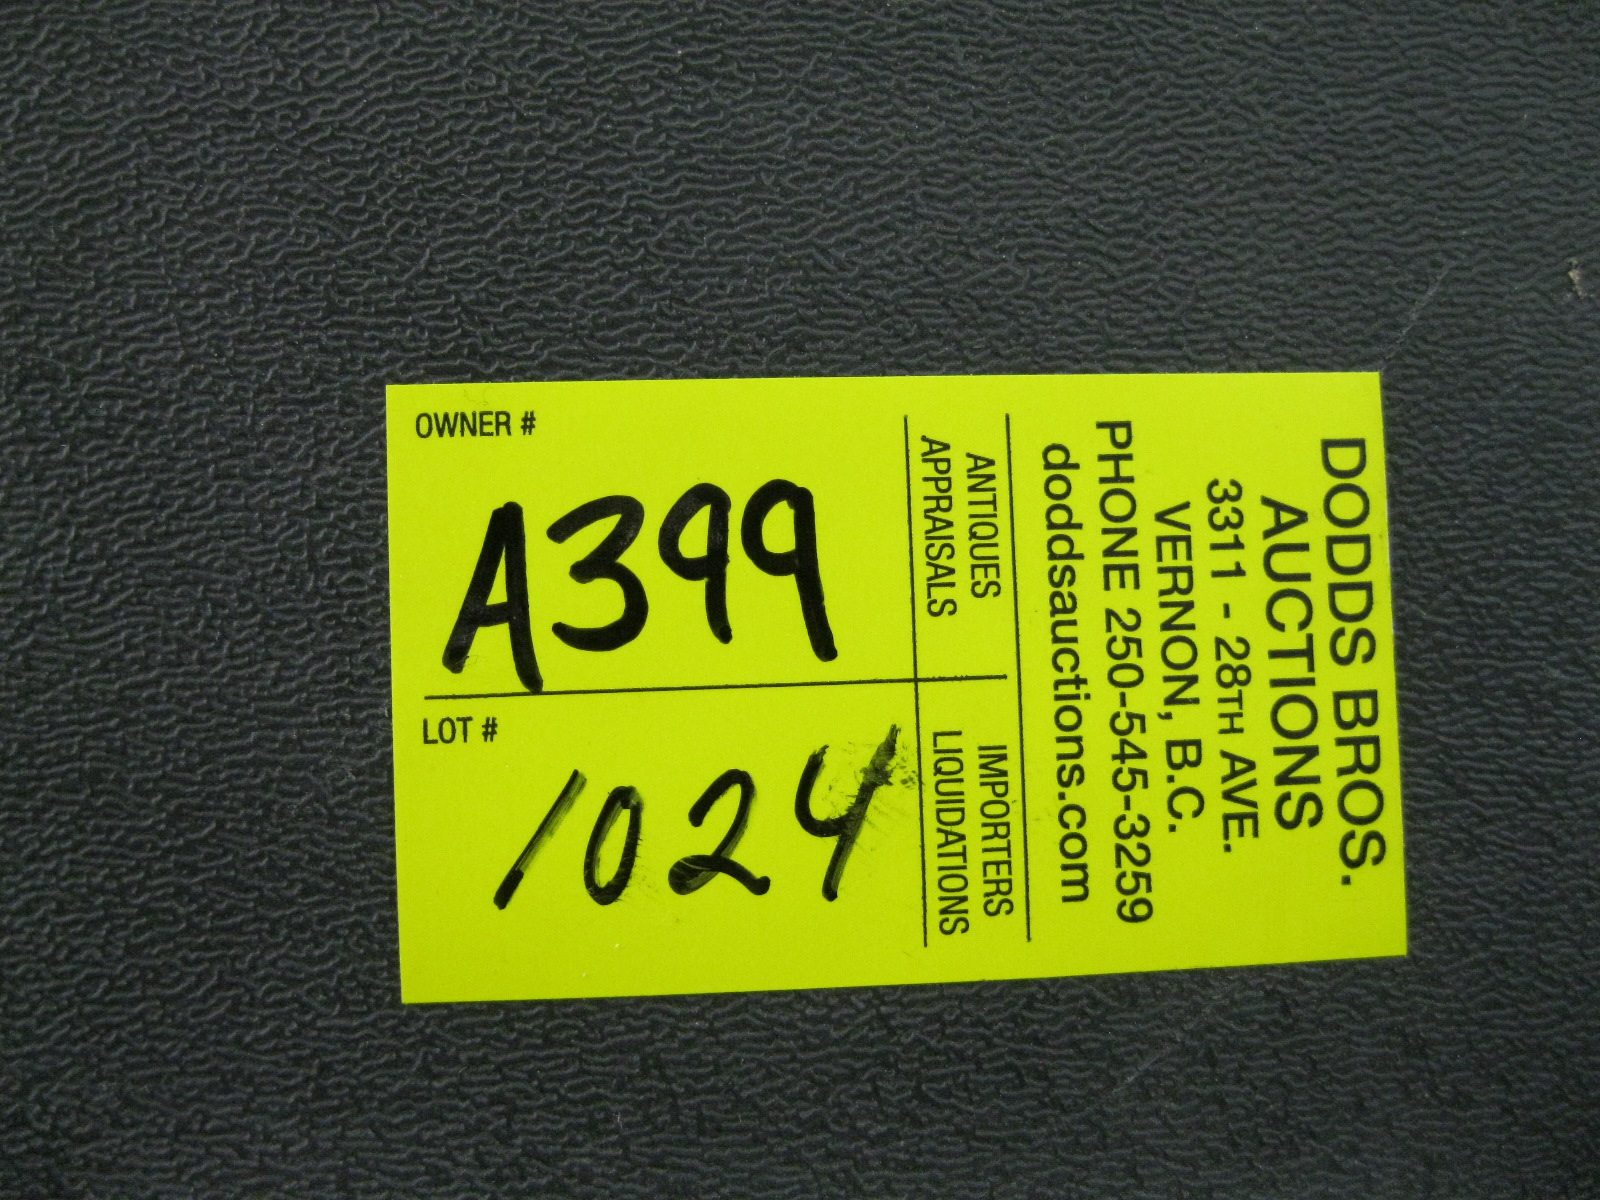 OWNER #
A399
LOT #
1024
ANTIQUES
APPRAISALS
IMPORTERS
LIQUIDATIONS
DODDS BROS.
AUCTIONS
3311 - 28TH AVE.
VERNON, B.C.
PHONE 250-545-3259
doddsauctions.com